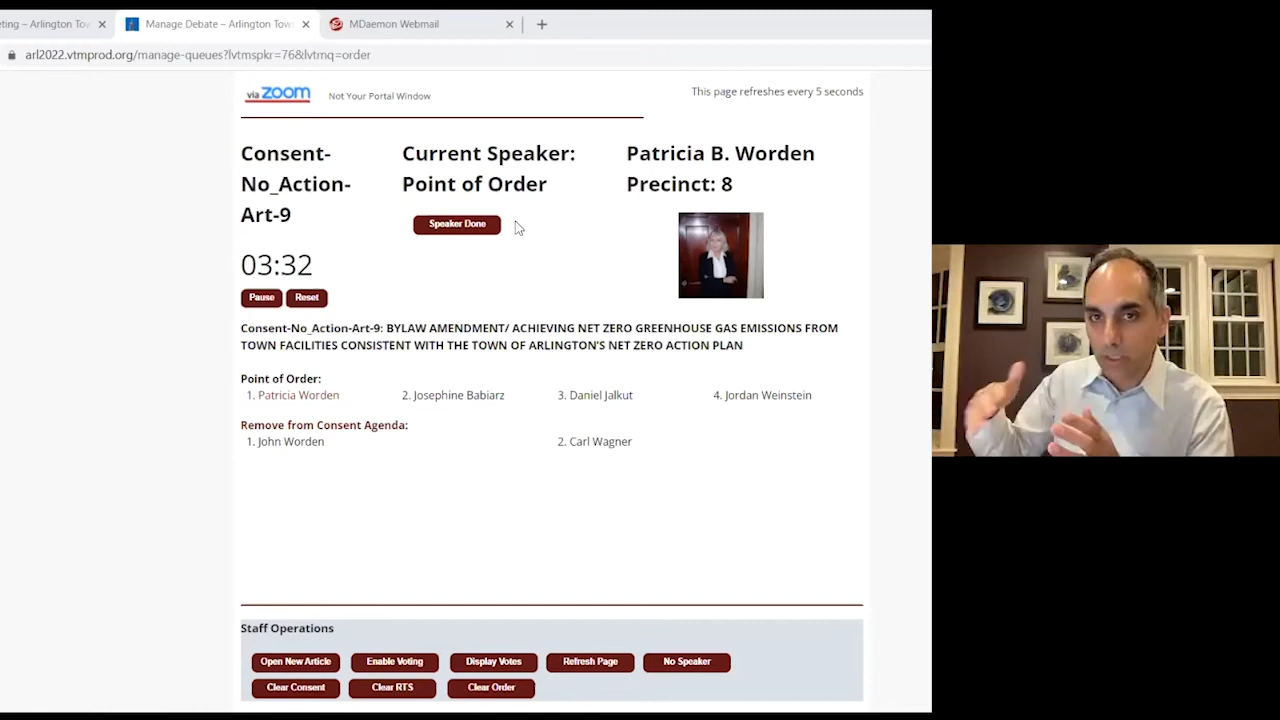 eting – Arlington Tow
Manage Debate – Arlington Town
MDaemon Webmail
arl2022.vtmprod.org/manage-queues?lvtmspkr=76&lvtmq=order
via zoom
Not Your Portal Window
This page refreshes every 5 seconds
Consent-
No_Action-
Art-9
Current Speaker:
Point of Order
Speaker Done
Patricia B. Worden
Precinct: 8
03:32
Pause
Reset
Consent-No_Action-Art-9: BYLAW AMENDMENT/ ACHIEVING NET ZERO GREENHOUSE GAS EMISSIONS FROM
TOWN FACILITIES CONSISTENT WITH THE TOWN OF ARLINGTON'S NET ZERO ACTION PLAN
Point of Order:
1. Patricia Worden 2. Josephine Babiarz 3. Daniel Jalkut 4. Jordan Weinstein
Remove from Consent Agenda:
1. John Worden 2. Carl Wagner
Staff Operations
Open New Article Enable Voting Display Votes Refresh Page No Speaker
Clear Consent Clear RTS Clear Order